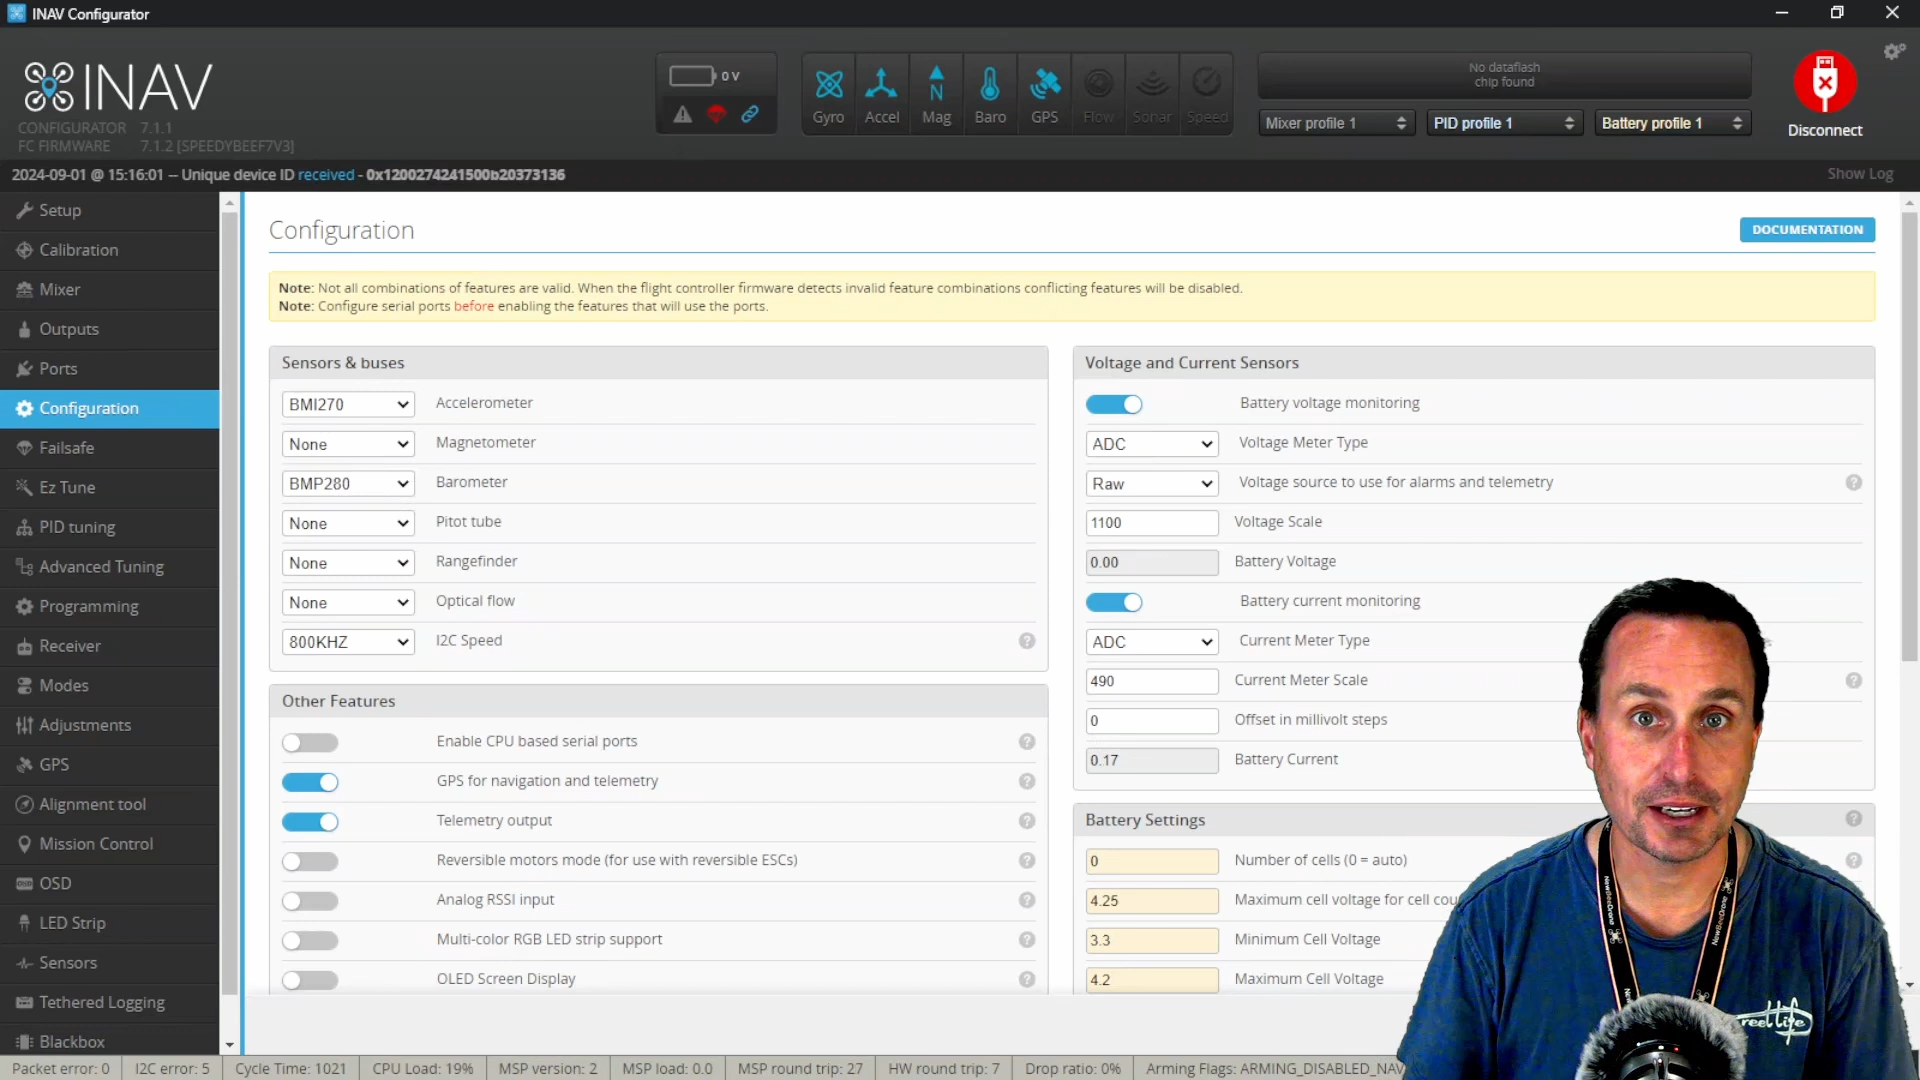 INAV Configurator
INAV
CONFIGURATOR 7.1.1
FC FIRMWARE 7.1.2 [SPEEDYBEEF7V3]
0 V
Gyro
Accel
N
Mag
Baro
GPS
Flow
Sonar
Speed
No dataflash
chip found
Mixer profile 1
PID profile 1
Battery profile 1
Disconnect
2024-09-01 @ 15:16:01 -- Unique device ID received - 0x1200274241500b20373136
Show Log
Setup
Calibration
Mixer
Outputs
Ports
Configuration
Failsafe
Ez Tune
PID tuning
Advanced Tuning
Programming
Receiver
Modes
Adjustments
GPS
Alignment tool
Mission Control
OSD
LED Strip
Sensors
Tethered Logging
Blackbox
Configuration
DOCUMENTATION
Note: Not all combinations of features are valid. When the flight controller firmware detects invalid feature combinations conflicting features will be disabled.
Note: Configure serial ports before enabling the features that will use the ports.
Sensors & buses
BMI270 Accelerometer
None Magnetometer
BMP280 Barometer
None Pitot tube
None Rangefinder
None Optical flow
800KHZ I2C Speed
Other Features
Enable CPU based serial ports
GPS for navigation and telemetry
Telemetry output
Reversible motors mode (for use with reversible ESCs)
Analog RSSI input
Multi-color RGB LED strip support
OLED Screen Display
Voltage and Current Sensors
Battery voltage monitoring
ADC Voltage Meter Type
Raw Voltage source to use for alarms and telemetry
1100 Voltage Scale
0.00 Battery Voltage
Battery current monitoring
ADC Current Meter Type
490 Current Meter Scale
0 Offset in millivolt steps
0.17 Battery Current
Battery Settings
0 Number of cells (0 = auto)
4.25 Maximum cell voltage for cell cou
3.3 Minimum Cell Voltage
4.2 Maximum Cell Voltage
NewBeeDrone
NewBeeDrone
reel life
Packet error: 0
I2C error: 5
Cycle Time: 1021
CPU Load: 19%
MSP version: 2
MSP load: 0.0
MSP round trip: 27
HW round trip: 7
Drop ratio: 0%
Arming Flags: ARMING_DISABLED_NAV